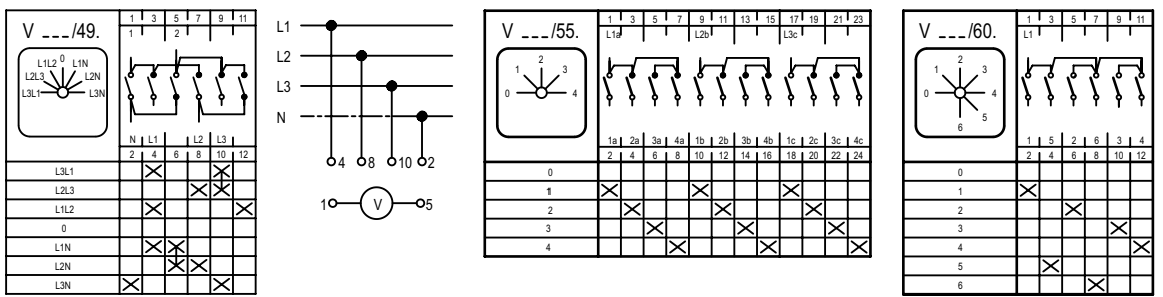 V ___/49.
1 3 5 7 9 11
1 2
L1L2 0 L1N
L2L3 L2N
L3L1 L3N
N L1 L2 L3
2 4 6 8 10 12
L3L1
L2L3
L1L2
0
L1N
L2N
L3N
L1
L2
L3
N
4 8 10 2
1 V 5
V ___/55.
1 3 5 7 9 11 13 15 17 19 21 23
L1a L2b L3c
2
1 3
0 4
1a 2a 3a 4a 1b 2b 3b 4b 1c 2c 3c 4c
2 4 6 8 10 12 14 16 18 20 22 24
0
1
2
3
4
V ___/60.
1 3 5 7 9 11
L1
2
1 3
0 4
5
6
1 5 2 6 3 4
2 4 6 8 10 12
0
1
2
3
4
5
6